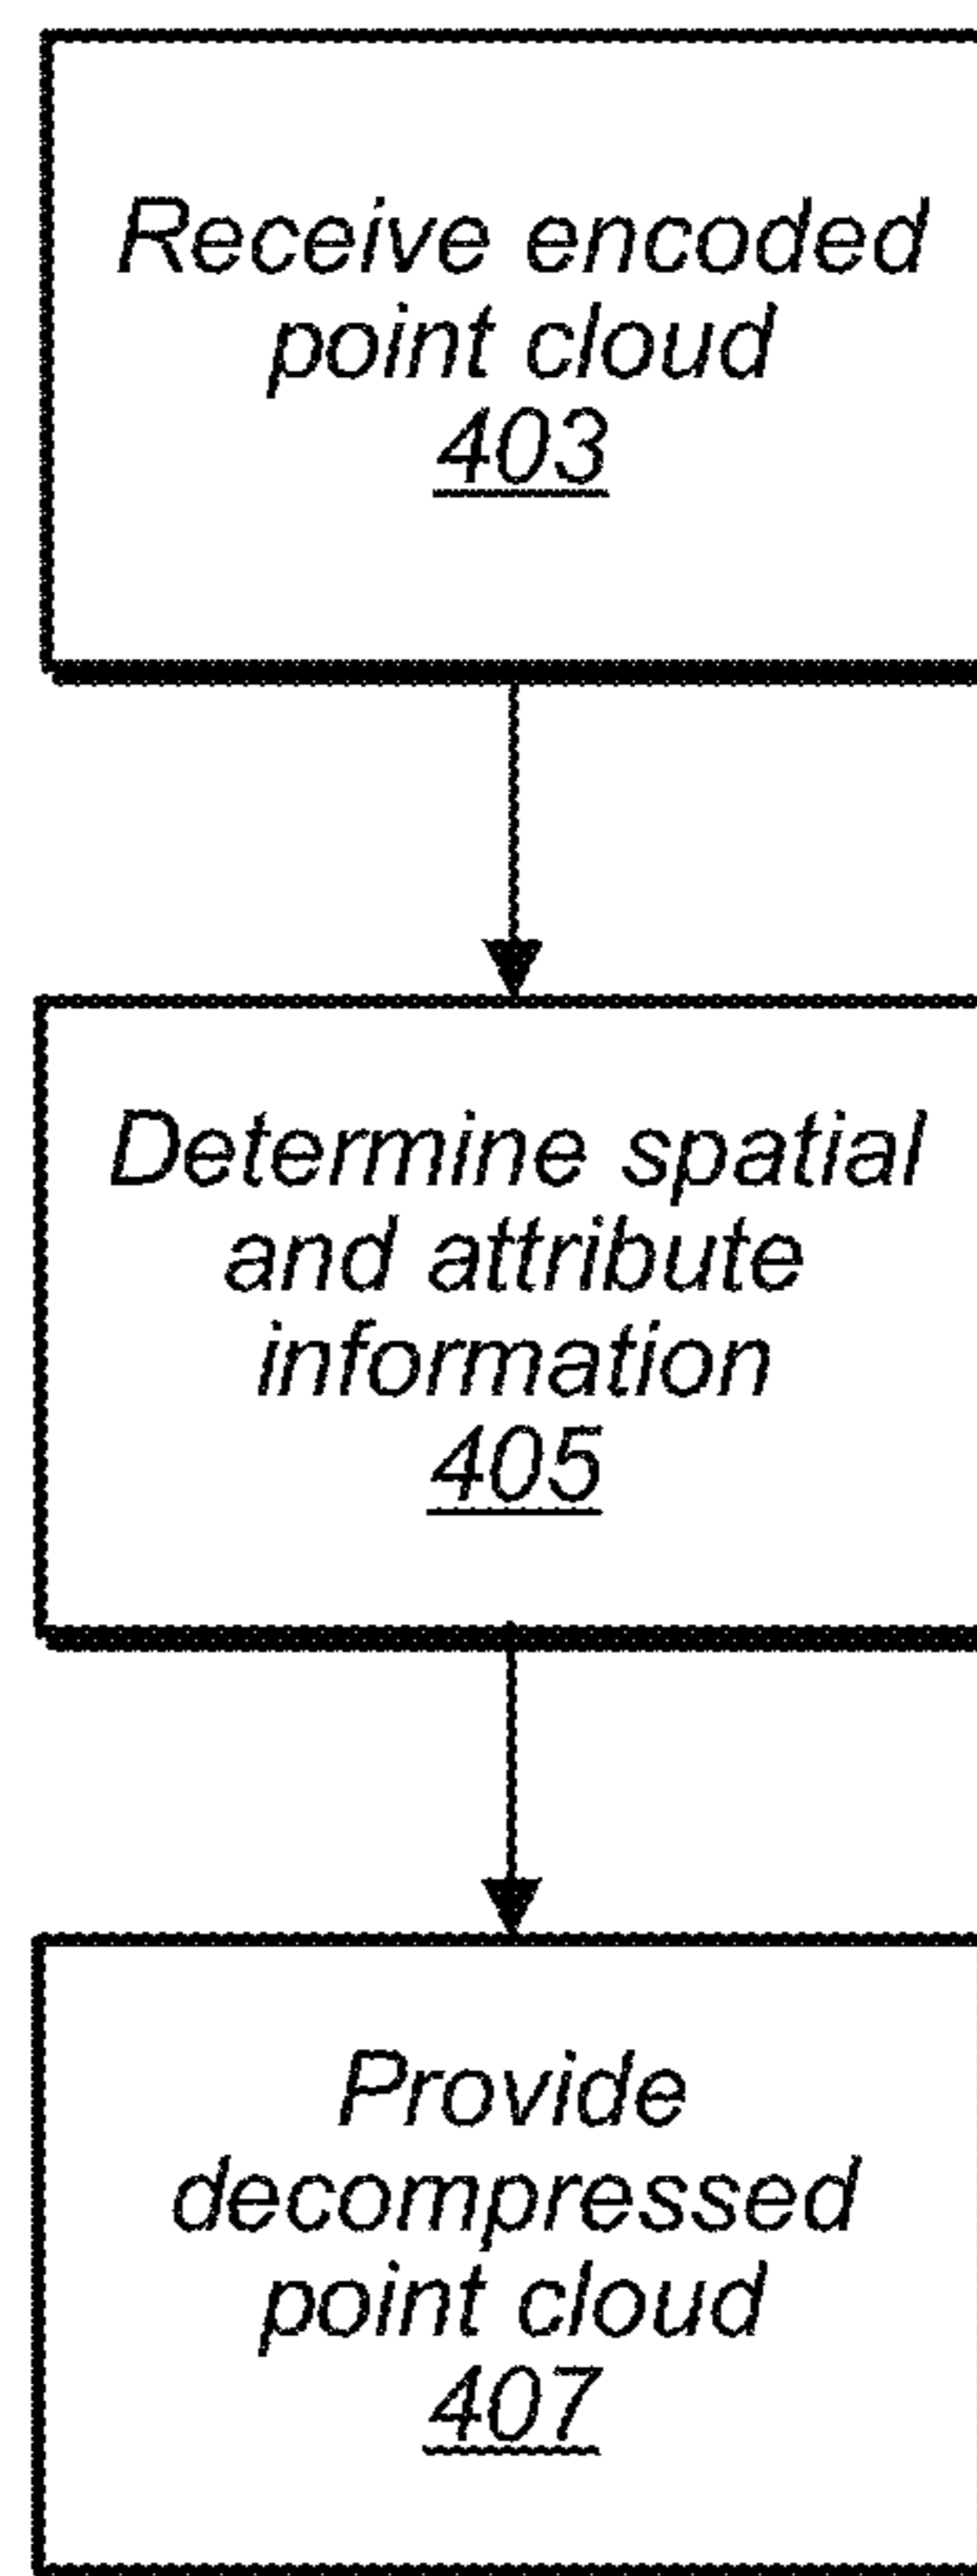 Receive encoded
point cloud
403
Determine spatial
and attribute
information
405
Provide
decompressed
point cloud
407